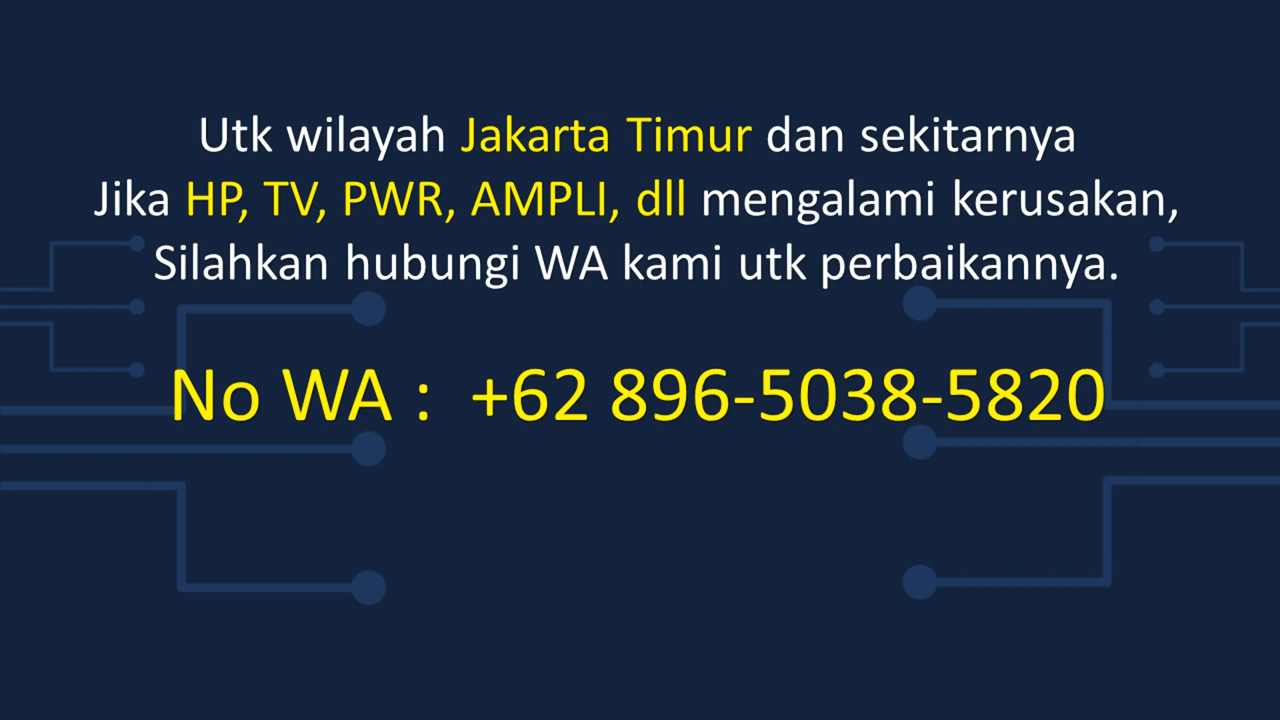 Utk wilayah Jakarta Timur dan sekitarnya
Jika HP, TV, PWR, AMPLI, dll mengalami kerusakan,
Silahkan hubungi WA kami utk perbaikannya.
No WA : +62 896-5038-5820